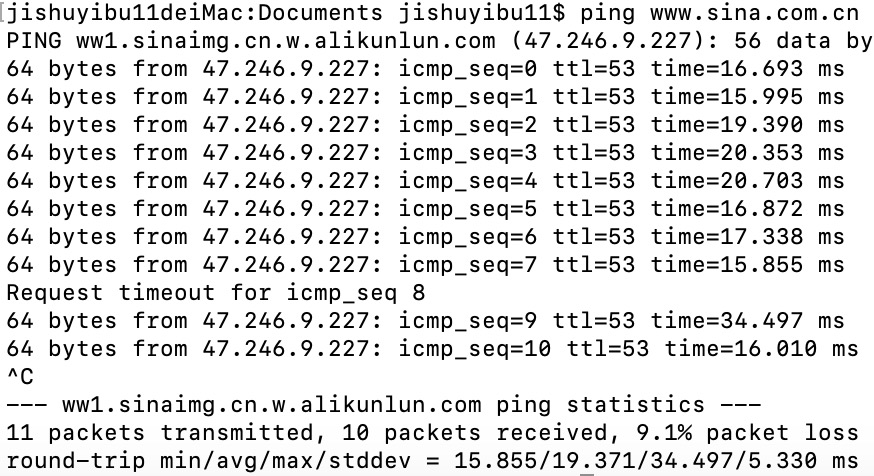 jishuyibu11deiMac:Documents jishuyibu11$ ping www.sina.com.cn
PING ww1.sinaimg.cn.w.alikunlun.com (47.246.9.227): 56 data by
64 bytes from 47.246.9.227: icmp_seq=0 ttl=53 time=16.693 ms
64 bytes from 47.246.9.227: icmp_seq=1 ttl=53 time=15.995 ms
64 bytes from 47.246.9.227: icmp_seq=2 ttl=53 time=19.390 ms
64 bytes from 47.246.9.227: icmp_seq=3 ttl=53 time=20.353 ms
64 bytes from 47.246.9.227: icmp_seq=4 ttl=53 time=20.703 ms
64 bytes from 47.246.9.227: icmp_seq=5 ttl=53 time=16.872 ms
64 bytes from 47.246.9.227: icmp_seq=6 ttl=53 time=17.338 ms
64 bytes from 47.246.9.227: icmp_seq=7 ttl=53 time=15.855 ms
Request timeout for icmp_seq 8
64 bytes from 47.246.9.227: icmp_seq=9 ttl=53 time=34.497 ms
64 bytes from 47.246.9.227: icmp_seq=10 ttl=53 time=16.010 ms
^C
--- ww1.sinaimg.cn.w.alikunlun.com ping statistics ---
11 packets transmitted, 10 packets received, 9.1% packet loss
round-trip min/avg/max/stddev = 15.855/19.371/34.497/5.330 ms